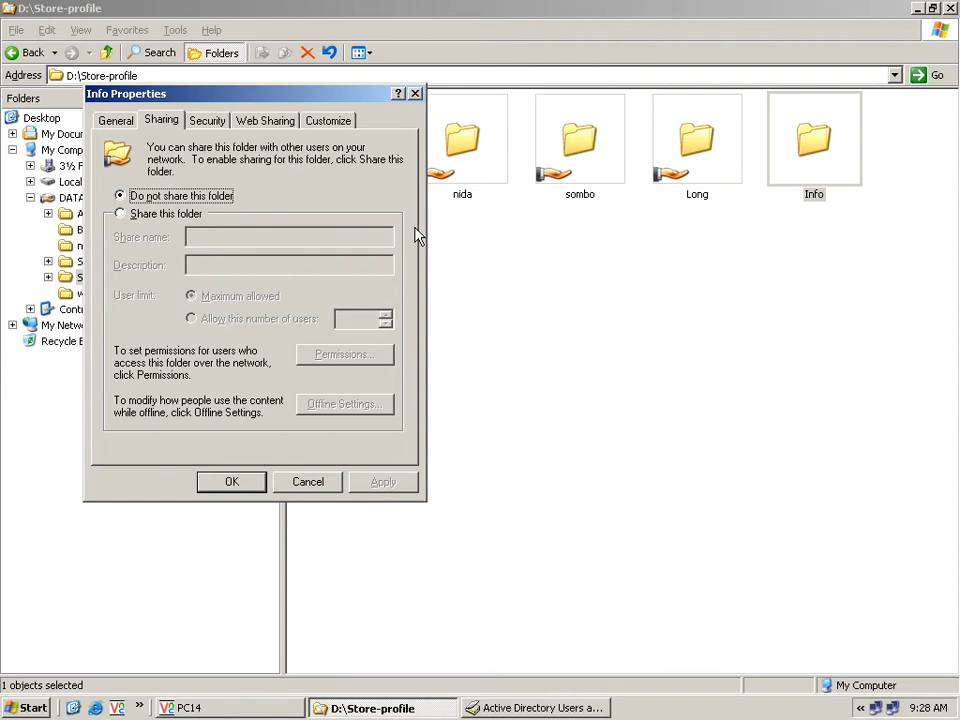 D:\Store-profile
File Edit View Favorites Tools Help
Back Search Folders
Address D:\Store-profile Go
Folders
Desktop
My Docum
My Comp
3½ F
Local
DATA
Contr
My Netw
Recycle B
Info Properties
General Sharing Security Web Sharing Customize
You can share this folder with other users on your
network. To enable sharing for this folder, click Share this
folder.
Do not share this folder
Share this folder
Share name:
Description:
User limit: Maximum allowed
Allow this number of users:
To set permissions for users who
access this folder over the network,
click Permissions.
Permissions...
To modify how people use the content
while offline, click Offline Settings.
Offline Settings...
OK Cancel Apply
nida sombo Long Info
1 objects selected My Computer
Start PC14 D:\Store-profile Active Directory Users a... 9:28 AM